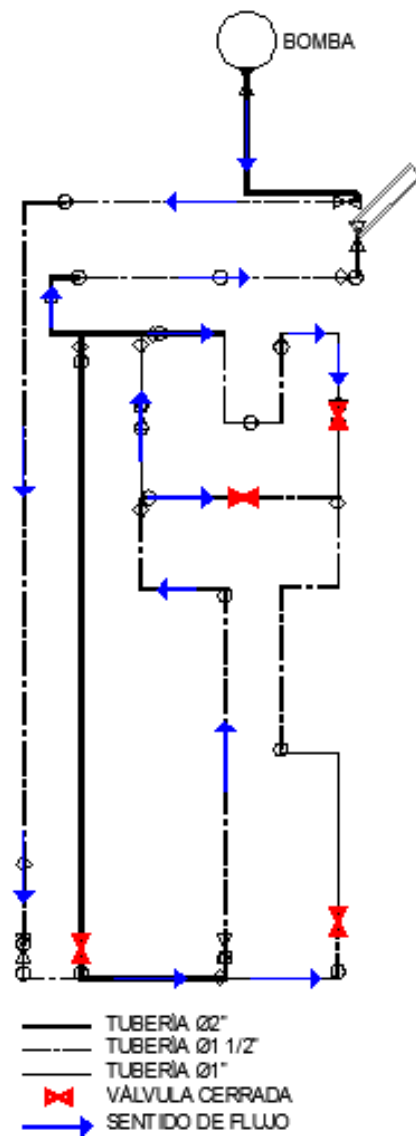 BOMBA
TUBERÍA Ø2"
TUBERÍA Ø1 1/2"
TUBERÍA Ø1"
VÁLVULA CERRADA
SENTIDO DE FLUJO